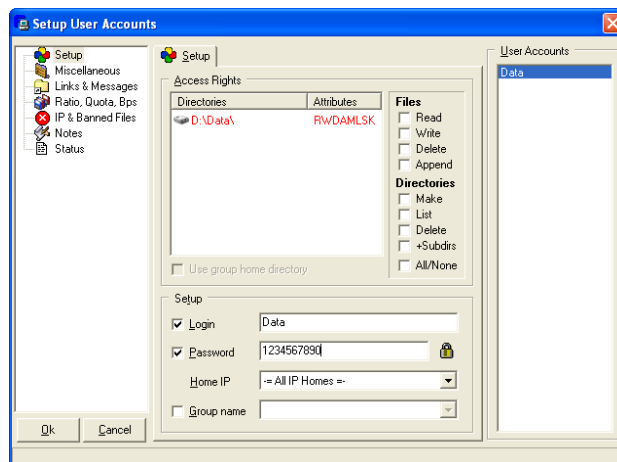 Setup User Accounts
Setup
Miscellaneous
Links & Messages
Ratio, Quota, Bps
IP & Banned Files
Notes
Status
Ok
Cancel
Setup
Access Rights
Directories
Attributes
D:\Data\
RWDAMLSK
Files
Read
Write
Delete
Append
Directories
Make
List
Delete
+Subdirs
All/None
Use group home directory
Setup
Login
Data
Password
1234567890
Home IP
-= All IP Homes =-
Group name
User Accounts
Data